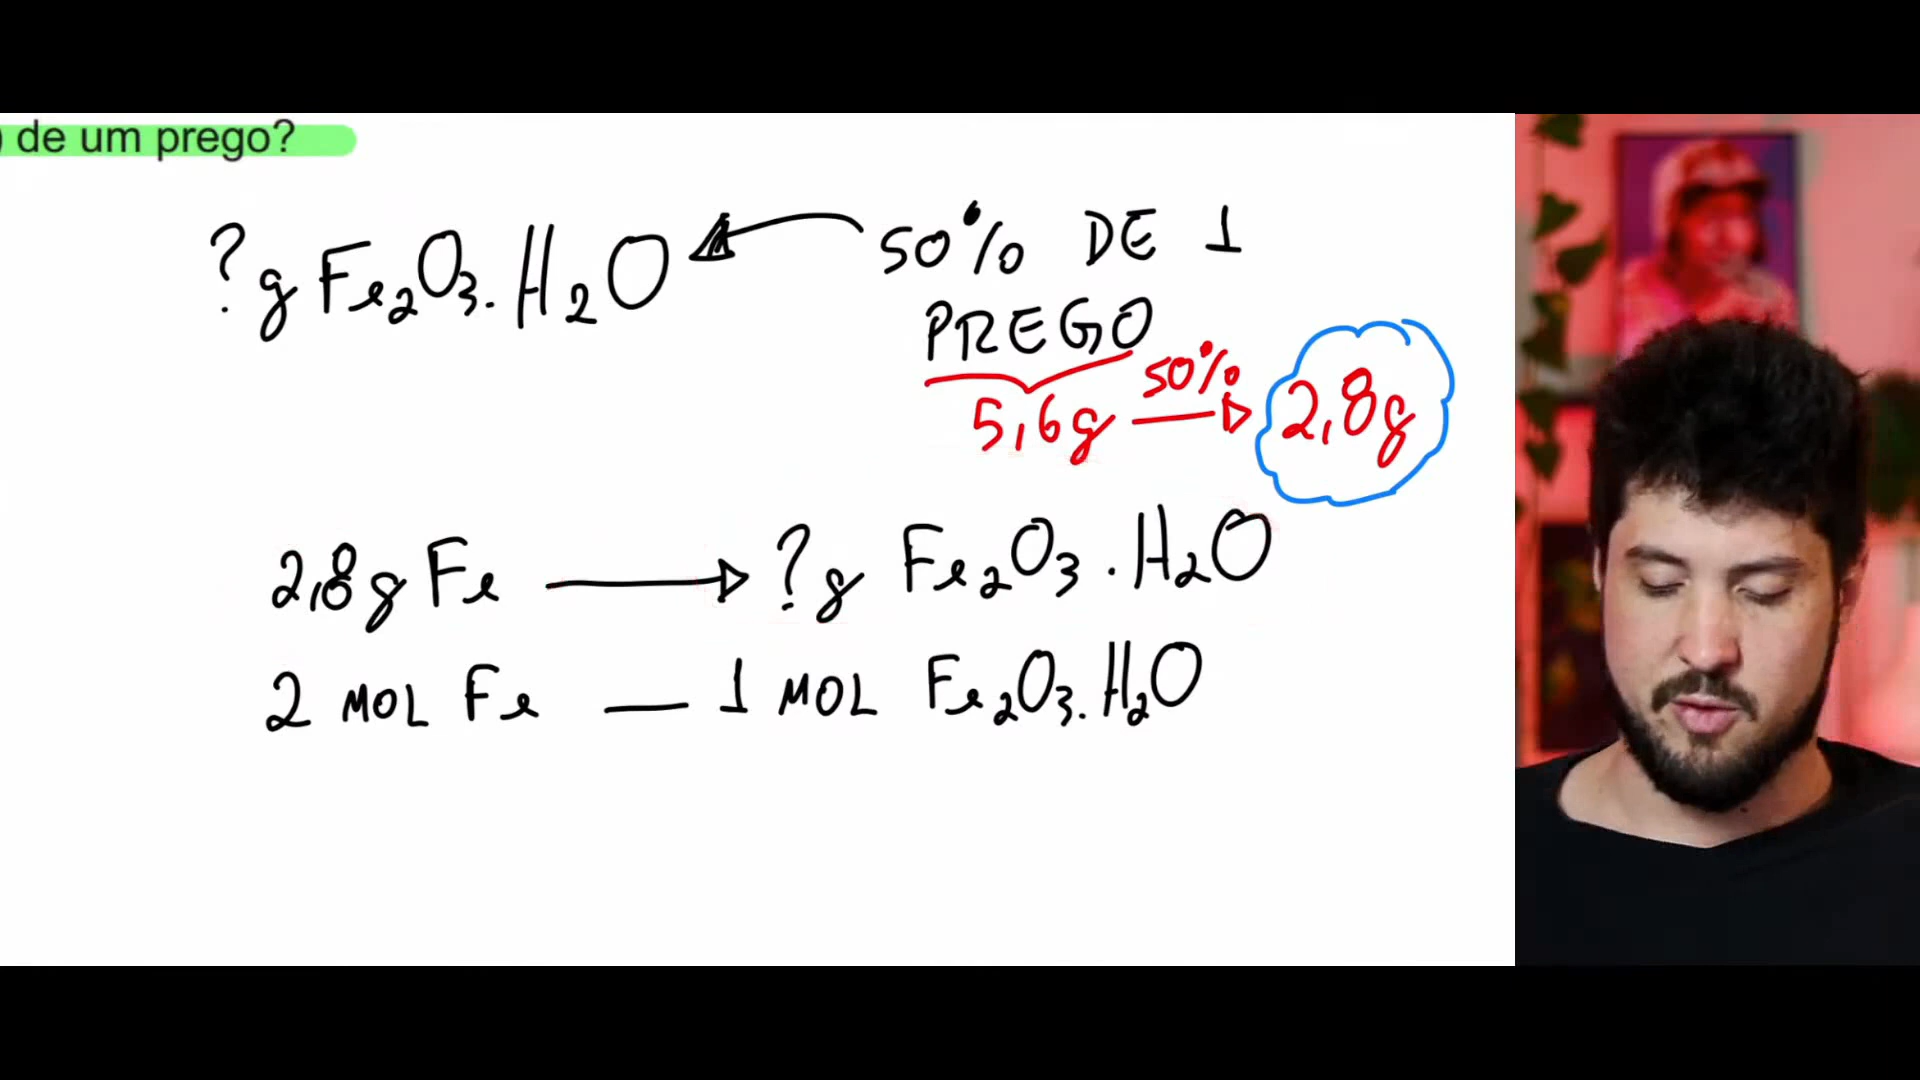 ) de um prego?
? g Fe₂O₃.H₂O
50% DE 1
PREGO
5,6g 50% 2,8g
2,8g Fe → ? g Fe₂O₃.H₂O
2 MOL Fe — 1 MOL Fe₂O₃.H₂O